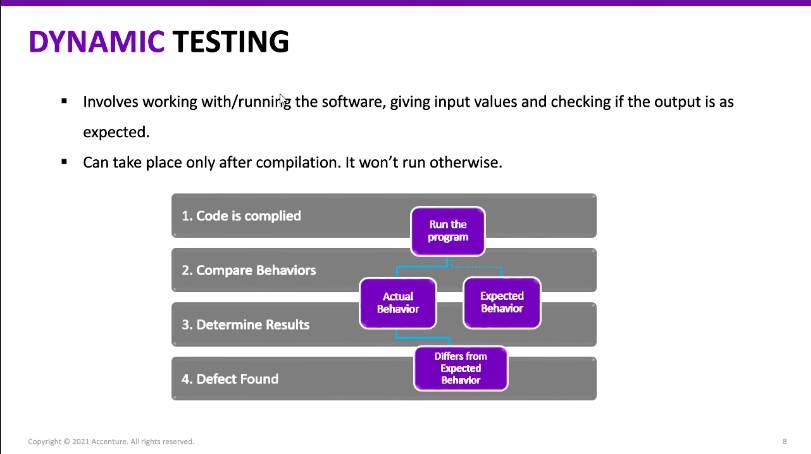 DYNAMIC TESTING
▪ Involves working with/running the software, giving input values and checking if the output is as
expected.
▪ Can take place only after compilation. It won't run otherwise.
1. Code is complied
Run the
program
2. Compare Behaviors
Actual
Behavior
Expected
Behavior
3. Determine Results
Differs from
Expected
Behavior
4. Defect Found
Copyright © 2021 Accenture. All rights reserved.
8